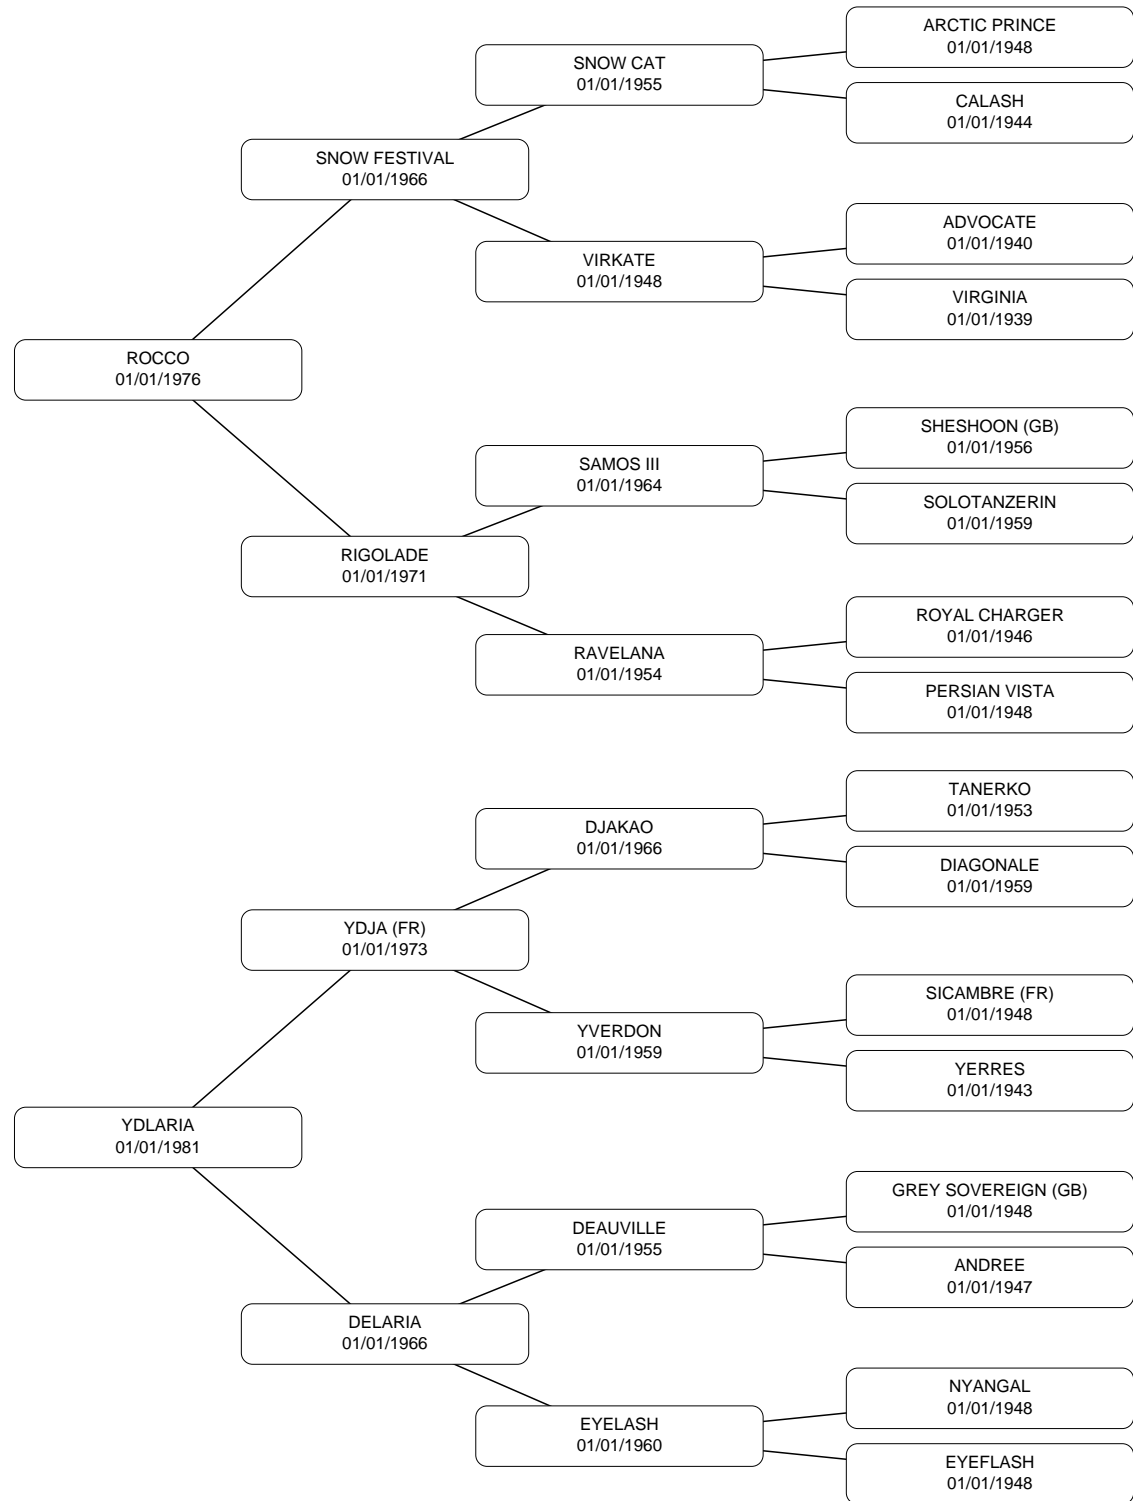 ARCTIC PRINCE
01/01/1948
SNOW CAT
01/01/1955
CALASH
01/01/1944
SNOW FESTIVAL
01/01/1966
ADVOCATE
01/01/1940
VIRKATE
01/01/1948
VIRGINIA
01/01/1939
ROCCO
01/01/1976
SHESHOON (GB)
01/01/1956
SAMOS III
01/01/1964
SOLOTANZERIN
01/01/1959
RIGOLADE
01/01/1971
ROYAL CHARGER
01/01/1946
RAVELANA
01/01/1954
PERSIAN VISTA
01/01/1948
TANERKO
01/01/1953
DJAKAO
01/01/1966
DIAGONALE
01/01/1959
YDJA (FR)
01/01/1973
SICAMBRE (FR)
01/01/1948
YVERDON
01/01/1959
YERRES
01/01/1943
YDLARIA
01/01/1981
GREY SOVEREIGN (GB)
01/01/1948
DEAUVILLE
01/01/1955
ANDREE
01/01/1947
DELARIA
01/01/1966
NYANGAL
01/01/1948
EYELASH
01/01/1960
EYEFLASH
01/01/1948